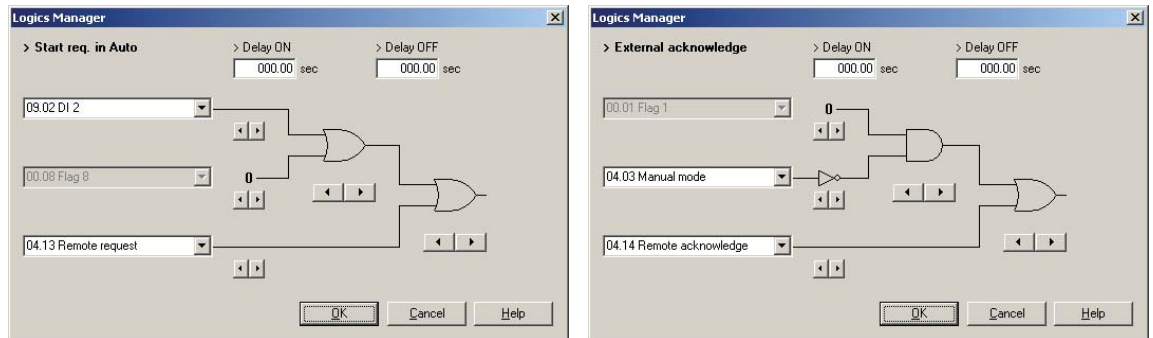 Logics Manager
> Start req. in Auto
> Delay ON
> Delay OFF
000.00 sec
000.00 sec
09.02 DI 2
00.08 Flag 8
0
04.13 Remote request
OK
Cancel
Help
Logics Manager
> External acknowledge
> Delay ON
> Delay OFF
000.00 sec
000.00 sec
00.01 Flag 1
0
04.03 Manual mode
04.14 Remote acknowledge
OK
Cancel
Help